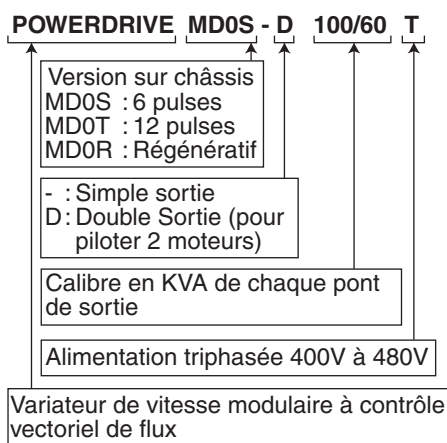 POWERDRIVE MD0S - D 100/60 T
Version sur châssis
MD0S : 6 pulses
MD0T : 12 pulses
MD0R : Régénératif
- : Simple sortie
D : Double Sortie (pour
piloter 2 moteurs)
Calibre en KVA de chaque pont
de sortie
Alimentation triphasée 400V à 480V
Variateur de vitesse modulaire à contrôle
vectoriel de flux